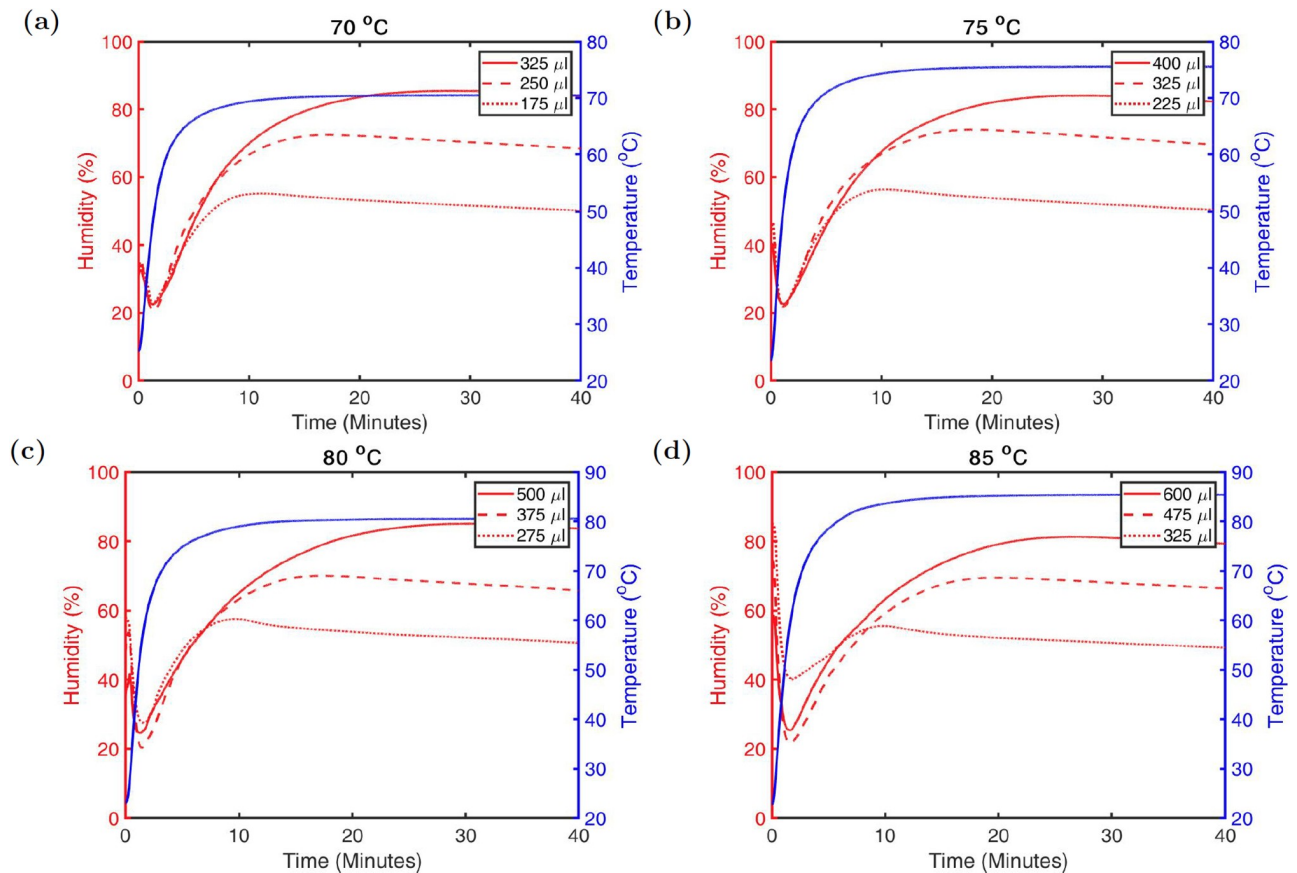 (a)
70 °C
100
80
60
40
20
0
Humidity (%)
325 μl
250 μl
175 μl
80
70
60
50
40
30
20
Temperature (°C)
0 10 20 30 40
Time (Minutes)
(b)
75 °C
100
80
60
40
20
0
Humidity (%)
400 μl
325 μl
225 μl
80
70
60
50
40
30
20
Temperature (°C)
0 10 20 30 40
Time (Minutes)
(c)
80 °C
100
80
60
40
20
0
Humidity (%)
500 μl
375 μl
275 μl
90
80
70
60
50
40
30
20
Temperature (°C)
0 10 20 30 40
Time (Minutes)
(d)
85 °C
100
80
60
40
20
0
Humidity (%)
600 μl
475 μl
325 μl
90
80
70
60
50
40
30
20
Temperature (°C)
0 10 20 30 40
Time (Minutes)